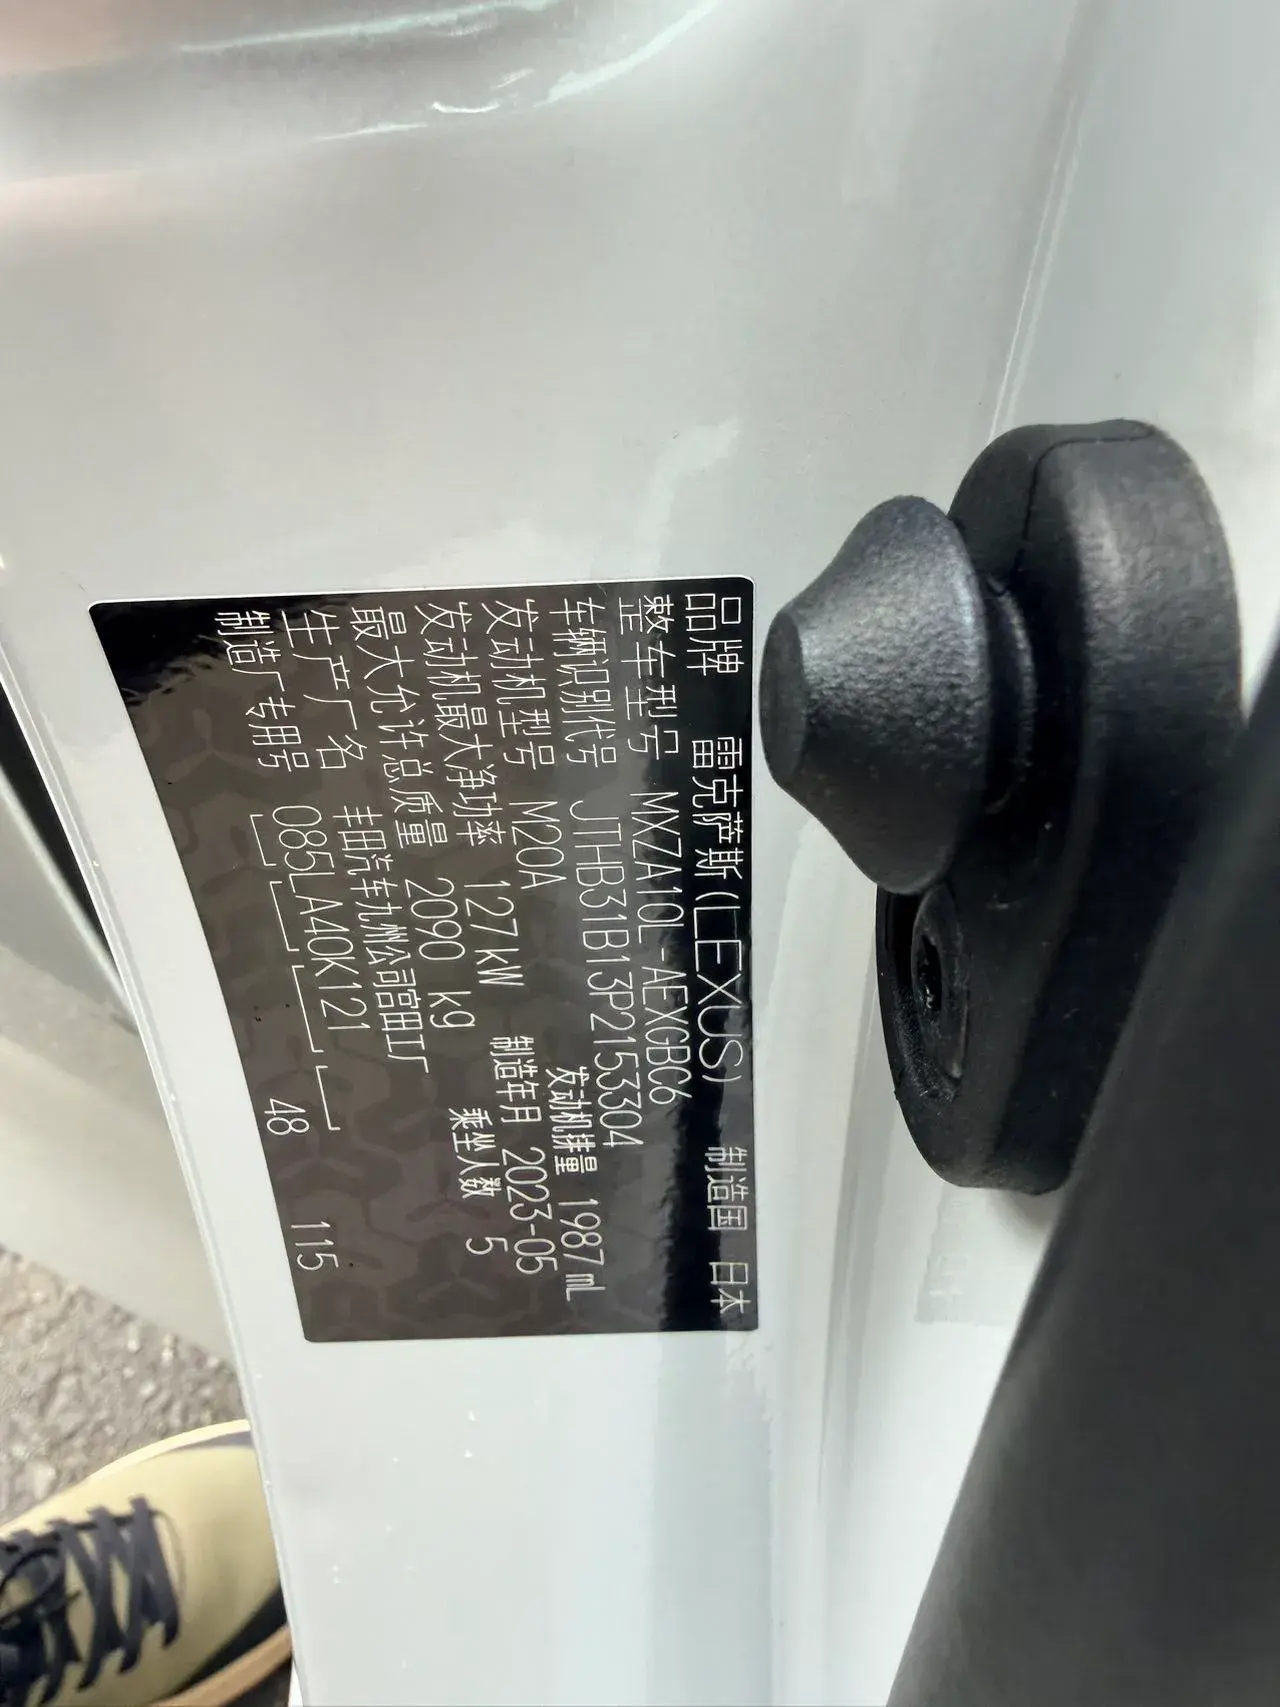 品牌 雷克萨斯(LEXUS) 制造国 日本
整车型号 MXZA10L-AEXGBC6
车辆识别代号 JTHB31B13P2153304
发动机型号 M20A 发动机排量 1987 mL
发动机最大净功率 127 kW 制造年月 2023-05
最大允许总质量 2090 kg 乘坐人数 5
生产厂名 丰田汽车九州公司宫田工厂
制造厂专用号 085LA40K121 48 115